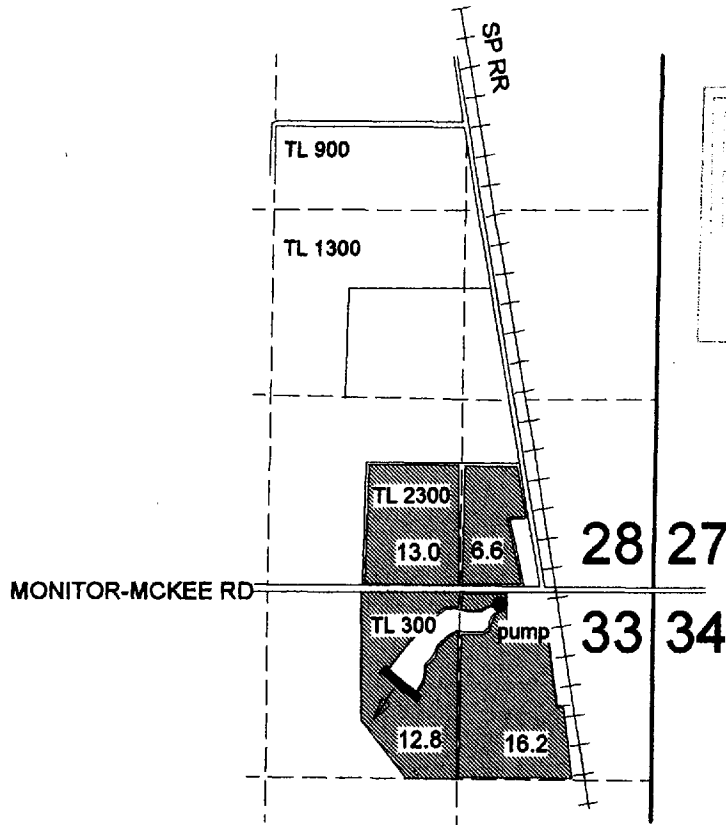 SP RR
TL 900
TL 1300
TL 2300
13.0 6.6
28 27
MONITOR-MCKEE RD
TL 300
pump
33 34
12.8
16.2